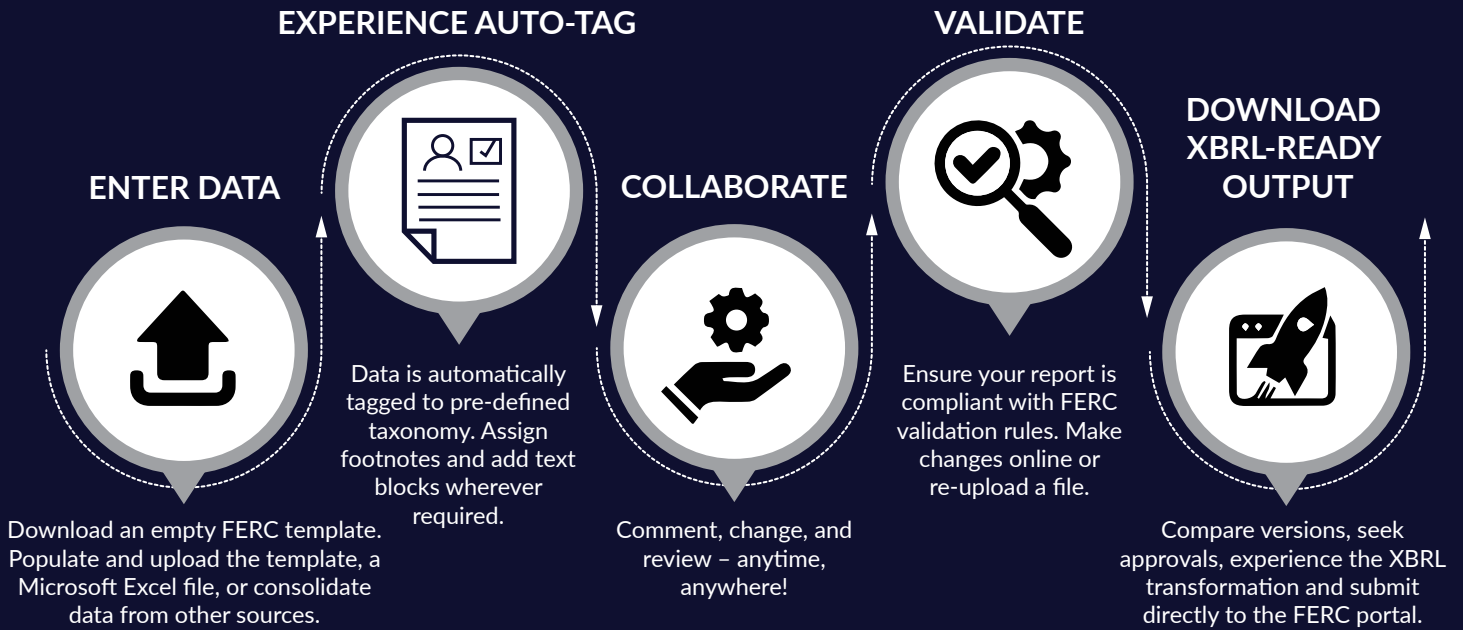 ENTER DATA
Download an empty FERC template.
Populate and upload the template, a
Microsoft Excel file, or consolidate
data from other sources.
EXPERIENCE AUTO-TAG
Data is automatically
tagged to pre-defined
taxonomy. Assign
footnotes and add text
blocks wherever
required.
COLLABORATE
Comment, change, and
review – anytime,
anywhere!
VALIDATE
Ensure your report is
compliant with FERC
validation rules. Make
changes online or
re-upload a file.
DOWNLOAD
XBRL-READY
OUTPUT
Compare versions, seek
approvals, experience the XBRL
transformation and submit
directly to the FERC portal.